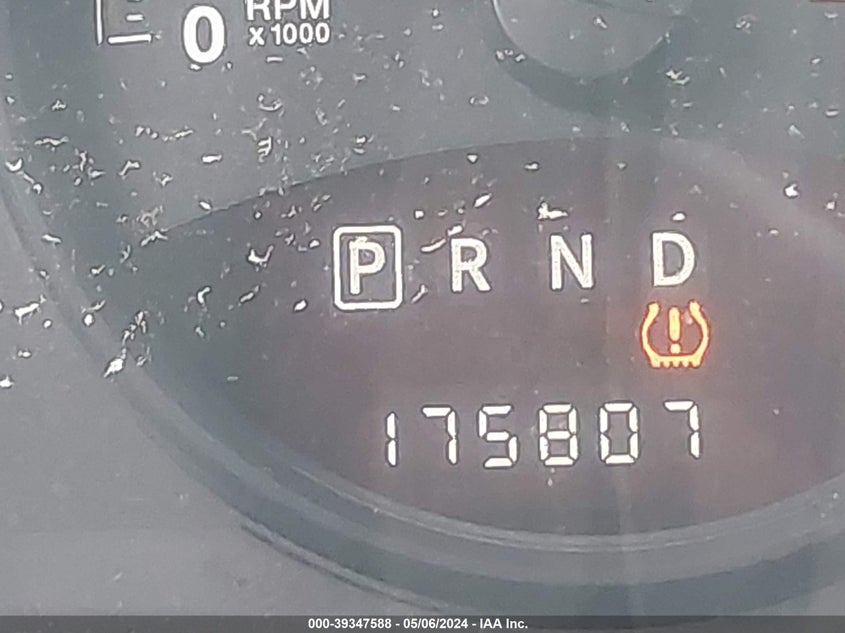 0
RPM
x1000
P R N D
175807
000-39347588 - 05/06/2024 - IAA Inc.